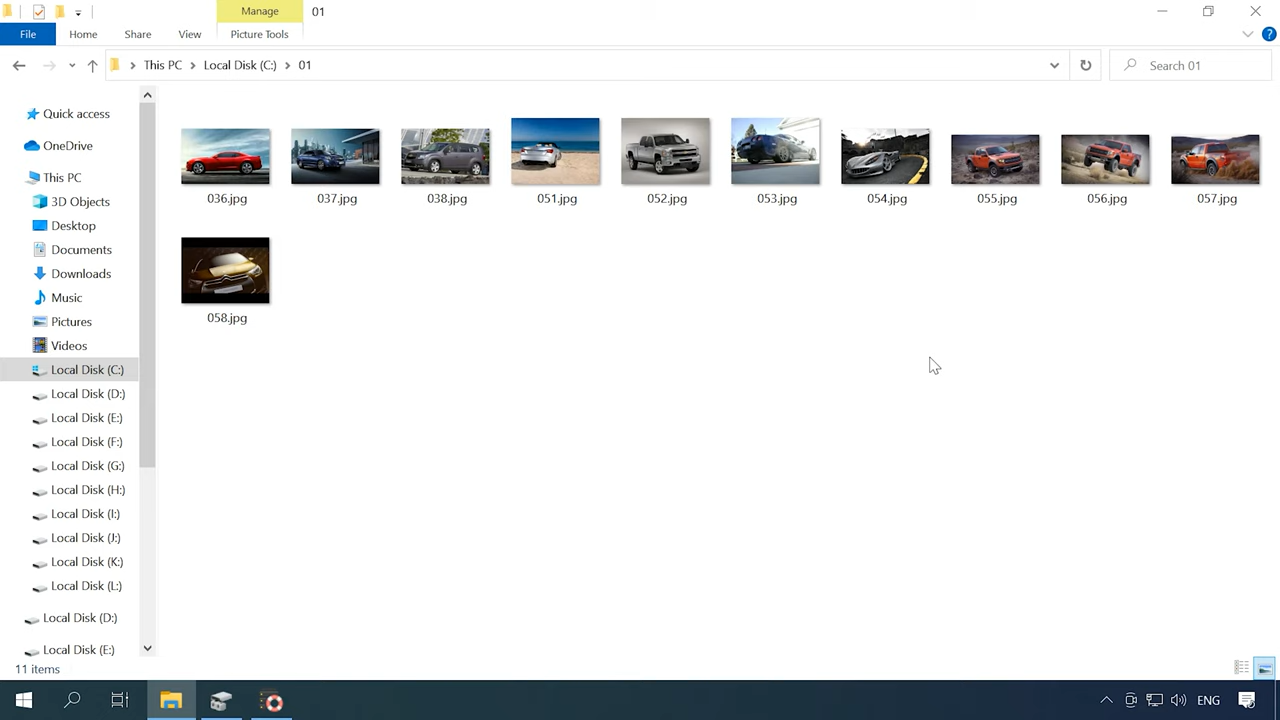 Manage
01
File
Home
Share
View
Picture Tools
This PC
Local Disk (C:)
01
Search 01
Quick access
OneDrive
This PC
3D Objects
Desktop
Documents
Downloads
Music
Pictures
Videos
Local Disk (C:)
Local Disk (D:)
Local Disk (E:)
Local Disk (F:)
Local Disk (G:)
Local Disk (H:)
Local Disk (I:)
Local Disk (J:)
Local Disk (K:)
Local Disk (L:)
Local Disk (D:)
Local Disk (E:)
036.jpg
037.jpg
038.jpg
051.jpg
052.jpg
053.jpg
054.jpg
055.jpg
056.jpg
057.jpg
058.jpg
11 items
ENG